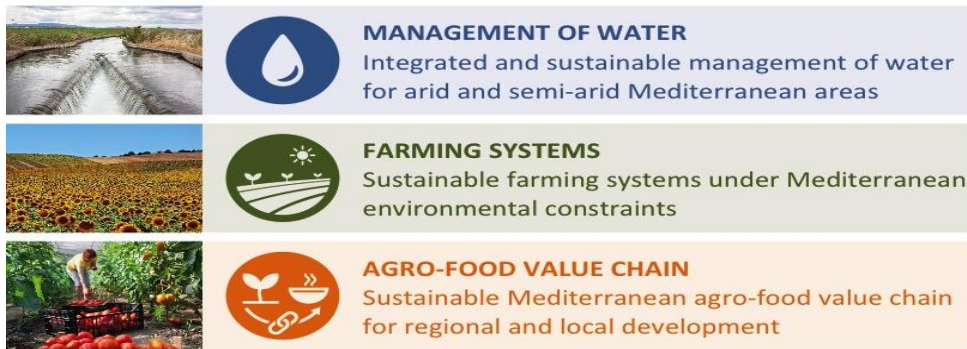 MANAGEMENT OF WATER
Integrated and sustainable management of water
for arid and semi-arid Mediterranean areas
FARMING SYSTEMS
Sustainable farming systems under Mediterranean
environmental constraints
AGRO-FOOD VALUE CHAIN
Sustainable Mediterranean agro-food value chain
for regional and local development